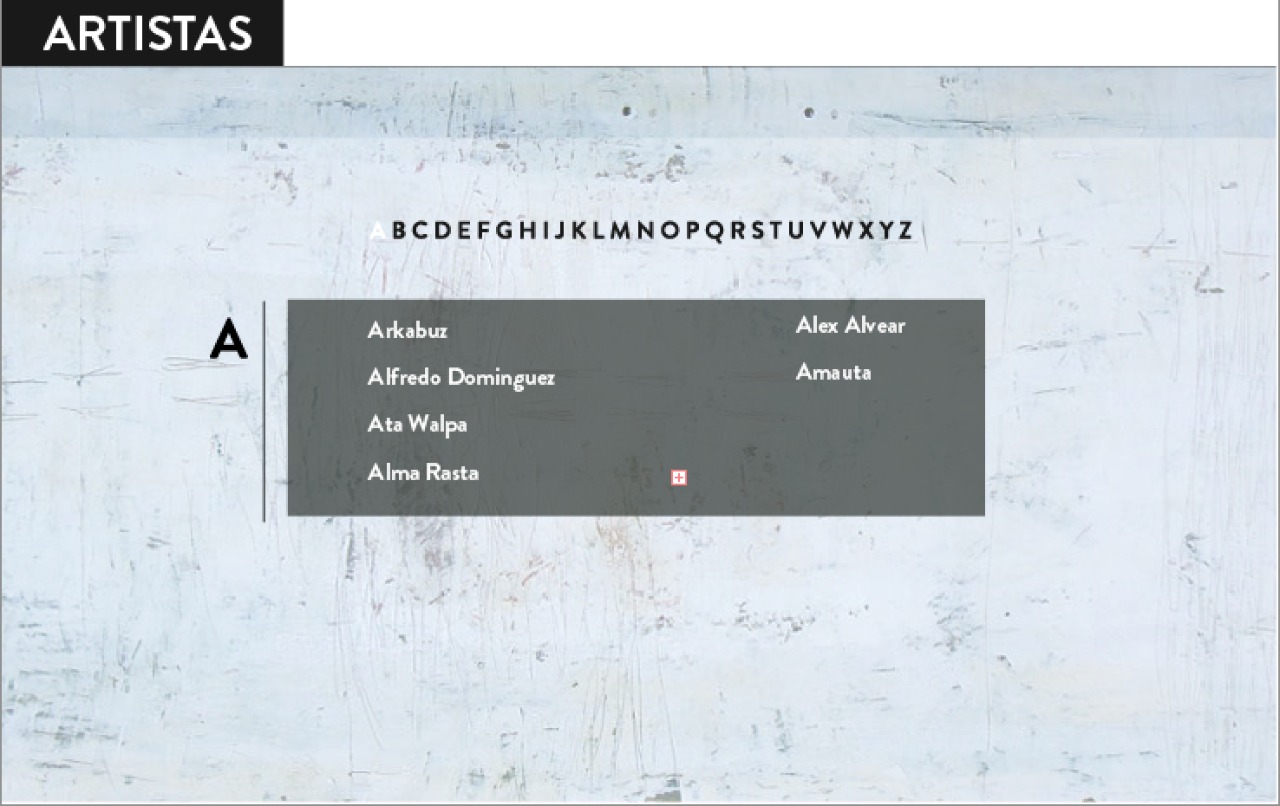 ARTISTAS
A B C D E F G H I J K L M N O P Q R S T U V W X Y Z
A
Arkabuz
Alfredo Dominguez
Ata Walpa
Alma Rasta
Alex Alvear
Amauta